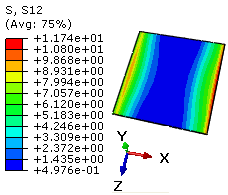 S, S12
(Avg: 75%)
+1.174e+01
+1.080e+01
+9.868e+00
+8.931e+00
+7.994e+00
+7.057e+00
+6.120e+00
+5.183e+00
+4.246e+00
+3.309e+00
+2.372e+00
+1.435e+00
+4.976e-01
Y
X
Z